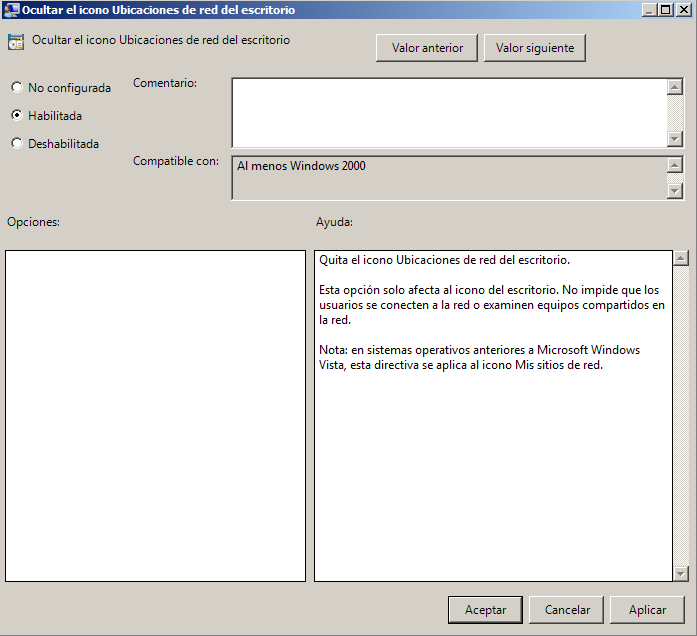 Ocultar el icono Ubicaciones de red del escritorio
Ocultar el icono Ubicaciones de red del escritorio
Valor anterior
Valor siguiente
No configurada
Habilitada
Deshabilitada
Comentario:
Compatible con:
Al menos Windows 2000
Opciones:
Ayuda:
Quita el icono Ubicaciones de red del escritorio.
Esta opción solo afecta al icono del escritorio. No impide que los
usuarios se conecten a la red o examinen equipos compartidos en
la red.
Nota: en sistemas operativos anteriores a Microsoft Windows
Vista, esta directiva se aplica al icono Mis sitios de red.
Aceptar
Cancelar
Aplicar